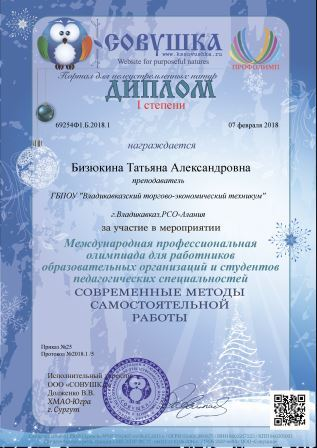 СОВУШКА
www.kssovushka.ru
Website for purposeful natures
ПРОФОЛИМП
Портал для целеустремленных натур
ДИПЛОМ
I степени
69254Ф1.Б.2018.1 07 февраля 2018
награждается
Бизюкина Татьяна Александровна
преподаватель
ГБПОУ "Владикавказский торгово-экономический техникум"
г.Владикавказ,РСО-Алания
за участие в мероприятии
Международная профессиональная
олимпиада для работников
образовательных организаций и студентов
педагогических специальностей
СОВРЕМЕННЫЕ МЕТОДЫ
САМОСТОЯТЕЛЬНОЙ
РАБОТЫ
Приказ №25
Протокол №2018.1/5
Исполнительный директор
ООО «СОВУШКА»
Долженко В.В.
ХМАО-Югра
г. Сургут